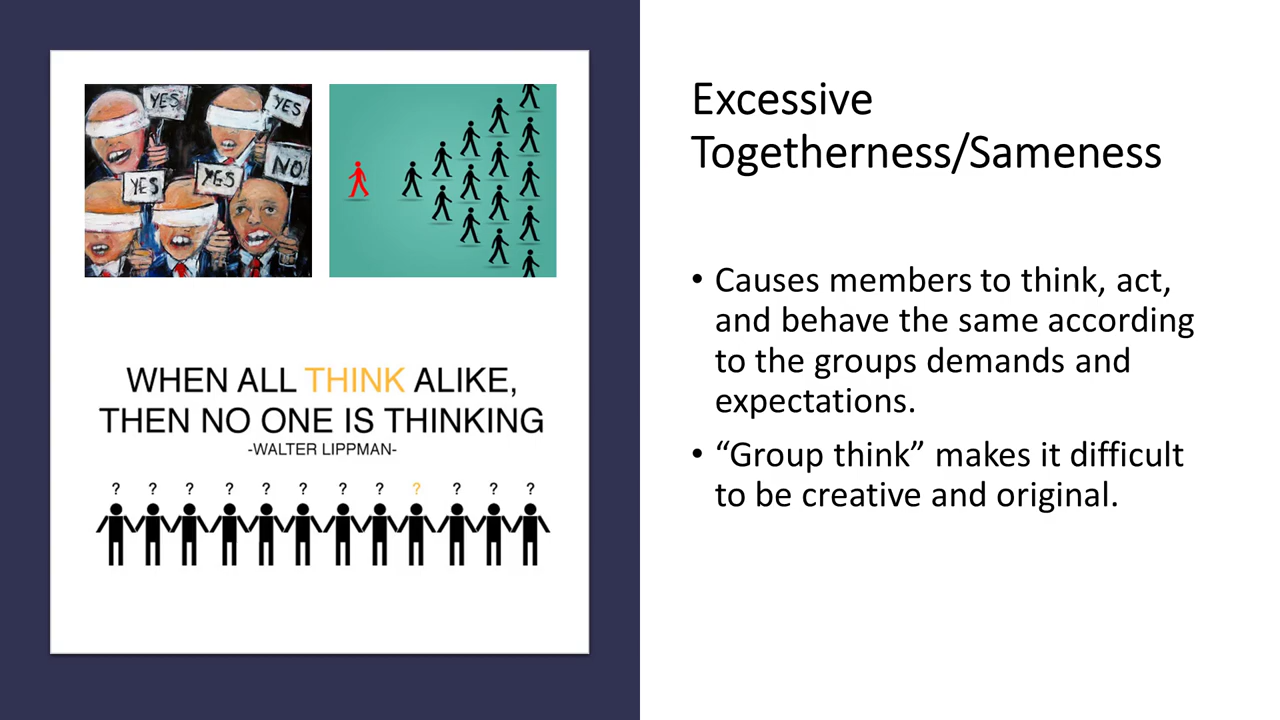 YES
YES
NO
YES
YES
WHEN ALL THINK ALIKE,
THEN NO ONE IS THINKING
-WALTER LIPPMAN-
? ? ? ? ? ? ? ? ? ? ? ?
Excessive
Togetherness/Sameness
• Causes members to think, act,
and behave the same according
to the groups demands and
expectations.
• “Group think” makes it difficult
to be creative and original.